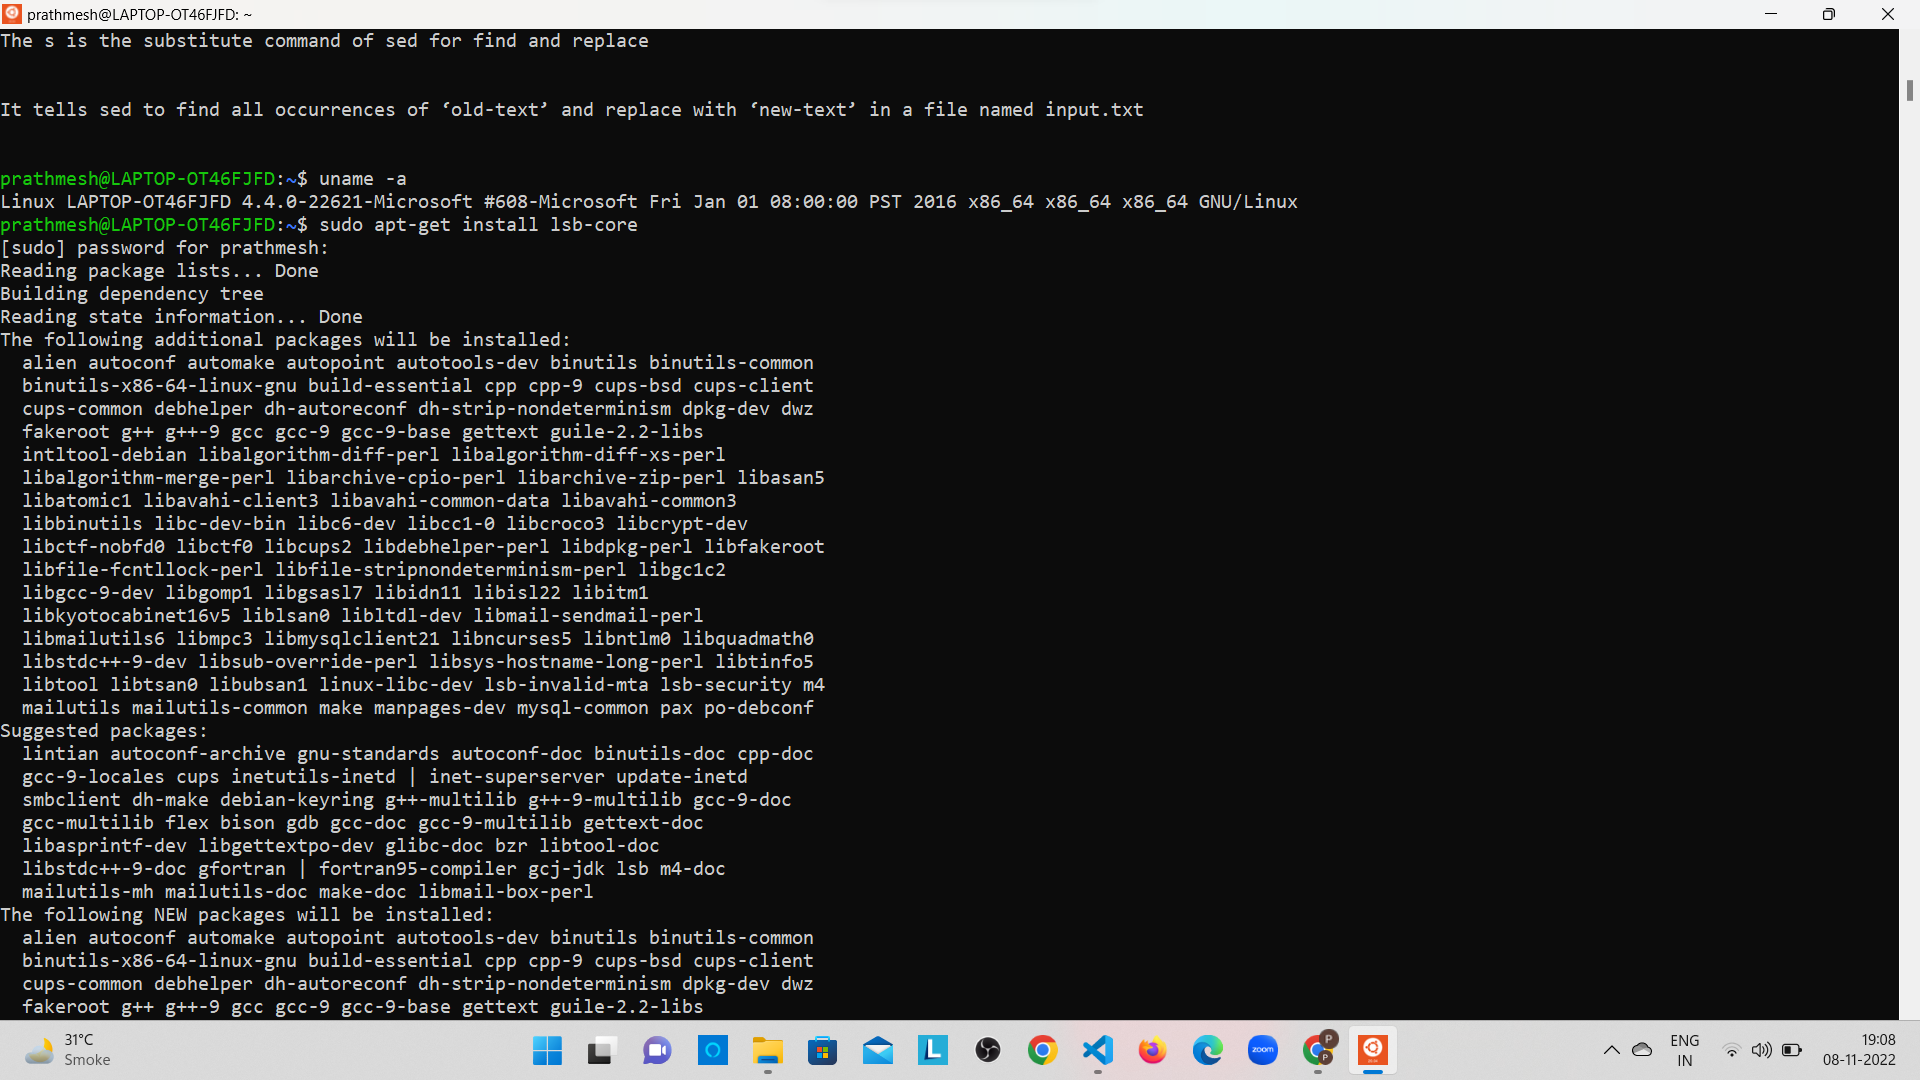 prathmesh@LAPTOP-OT46FJFD: ~
The s is the substitute command of sed for find and replace
It tells sed to find all occurrences of ‘old-text’ and replace with ‘new-text’ in a file named input.txt
prathmesh@LAPTOP-OT46FJFD:~$ uname -a
Linux LAPTOP-OT46FJFD 4.4.0-22621-Microsoft #608-Microsoft Fri Jan 01 08:00:00 PST 2016 x86_64 x86_64 x86_64 GNU/Linux
prathmesh@LAPTOP-OT46FJFD:~$ sudo apt-get install lsb-core
[sudo] password for prathmesh:
Reading package lists... Done
Building dependency tree
Reading state information... Done
The following additional packages will be installed:
  alien autoconf automake autopoint autotools-dev binutils binutils-common
  binutils-x86-64-linux-gnu build-essential cpp cpp-9 cups-bsd cups-client
  cups-common debhelper dh-autoreconf dh-strip-nondeterminism dpkg-dev dwz
  fakeroot g++ g++-9 gcc gcc-9 gcc-9-base gettext guile-2.2-libs
  intltool-debian libalgorithm-diff-perl libalgorithm-diff-xs-perl
  libalgorithm-merge-perl libarchive-cpio-perl libarchive-zip-perl libasan5
  libatomic1 libavahi-client3 libavahi-common-data libavahi-common3
  libbinutils libc-dev-bin libc6-dev libcc1-0 libcroco3 libcrypt-dev
  libctf-nobfd0 libctf0 libcups2 libdebhelper-perl libdpkg-perl libfakeroot
  libfile-fcntllock-perl libfile-stripnondeterminism-perl libgc1c2
  libgcc-9-dev libgomp1 libgsasl7 libidn11 libisl22 libitm1
  libkyotocabinet16v5 liblsan0 libltdl-dev libmail-sendmail-perl
  libmailutils6 libmpc3 libmysqlclient21 libncurses5 libntlm0 libquadmath0
  libstdc++-9-dev libsub-override-perl libsys-hostname-long-perl libtinfo5
  libtool libtsan0 libubsan1 linux-libc-dev lsb-invalid-mta lsb-security m4
  mailutils mailutils-common make manpages-dev mysql-common pax po-debconf
Suggested packages:
  lintian autoconf-archive gnu-standards autoconf-doc binutils-doc cpp-doc
  gcc-9-locales cups inetutils-inetd | inet-superserver update-inetd
  smbclient dh-make debian-keyring g++-multilib g++-9-multilib gcc-9-doc
  gcc-multilib flex bison gdb gcc-doc gcc-9-multilib gettext-doc
  libasprintf-dev libgettextpo-dev glibc-doc bzr libtool-doc
  libstdc++-9-doc gfortran | fortran95-compiler gcj-jdk lsb m4-doc
  mailutils-mh mailutils-doc make-doc libmail-box-perl
The following NEW packages will be installed:
  alien autoconf automake autopoint autotools-dev binutils binutils-common
  binutils-x86-64-linux-gnu build-essential cpp cpp-9 cups-bsd cups-client
  cups-common debhelper dh-autoreconf dh-strip-nondeterminism dpkg-dev dwz
  fakeroot g++ g++-9 gcc gcc-9 gcc-9-base gettext guile-2.2-libs
31°C
Smoke
L
zoom
P
P
ENG
IN
19:08
08-11-2022